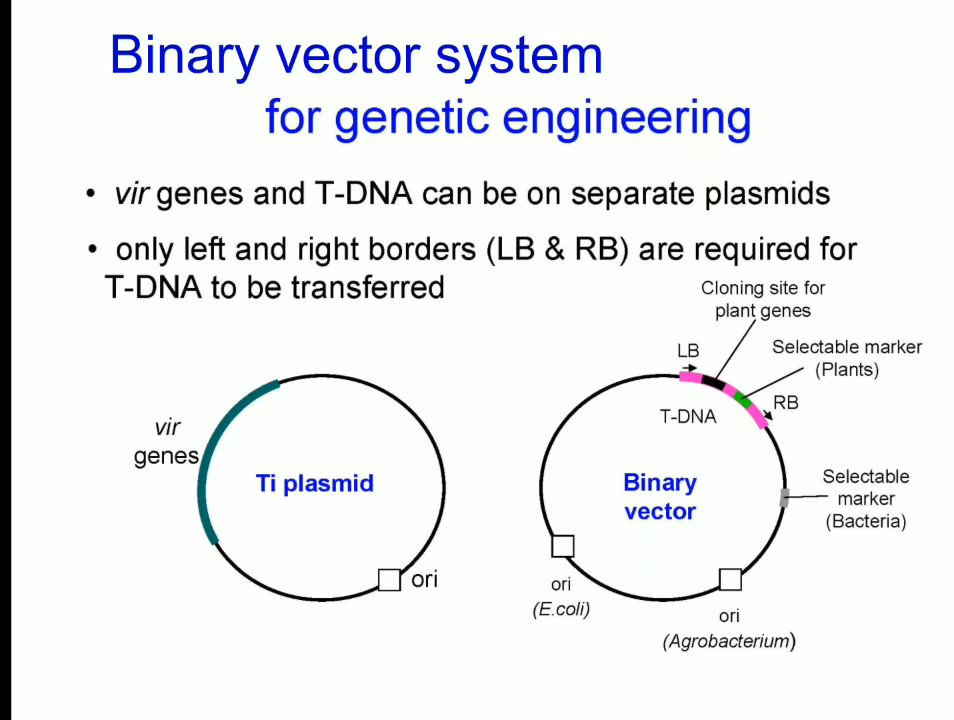 Binary vector system
for genetic engineering
• vir genes and T-DNA can be on separate plasmids
• only left and right borders (LB & RB) are required for
T-DNA to be transferred
Cloning site for
plant genes
LB
Selectable marker
(Plants)
RB
T-DNA
vir
genes
Ti plasmid
ori
Binary
vector
Selectable
marker
(Bacteria)
ori
(E.coli)
ori
(Agrobacterium)